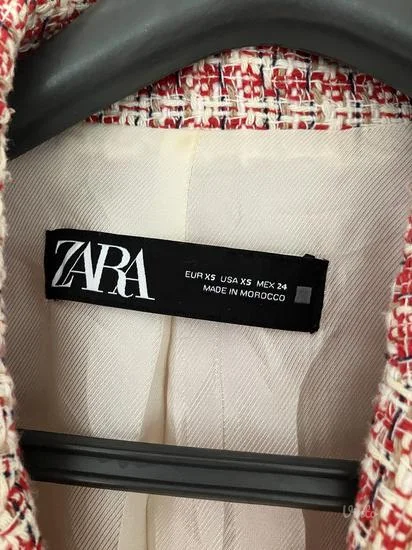 ZARA
EUR XS USA XS MEX 24
MADE IN MOROCCO